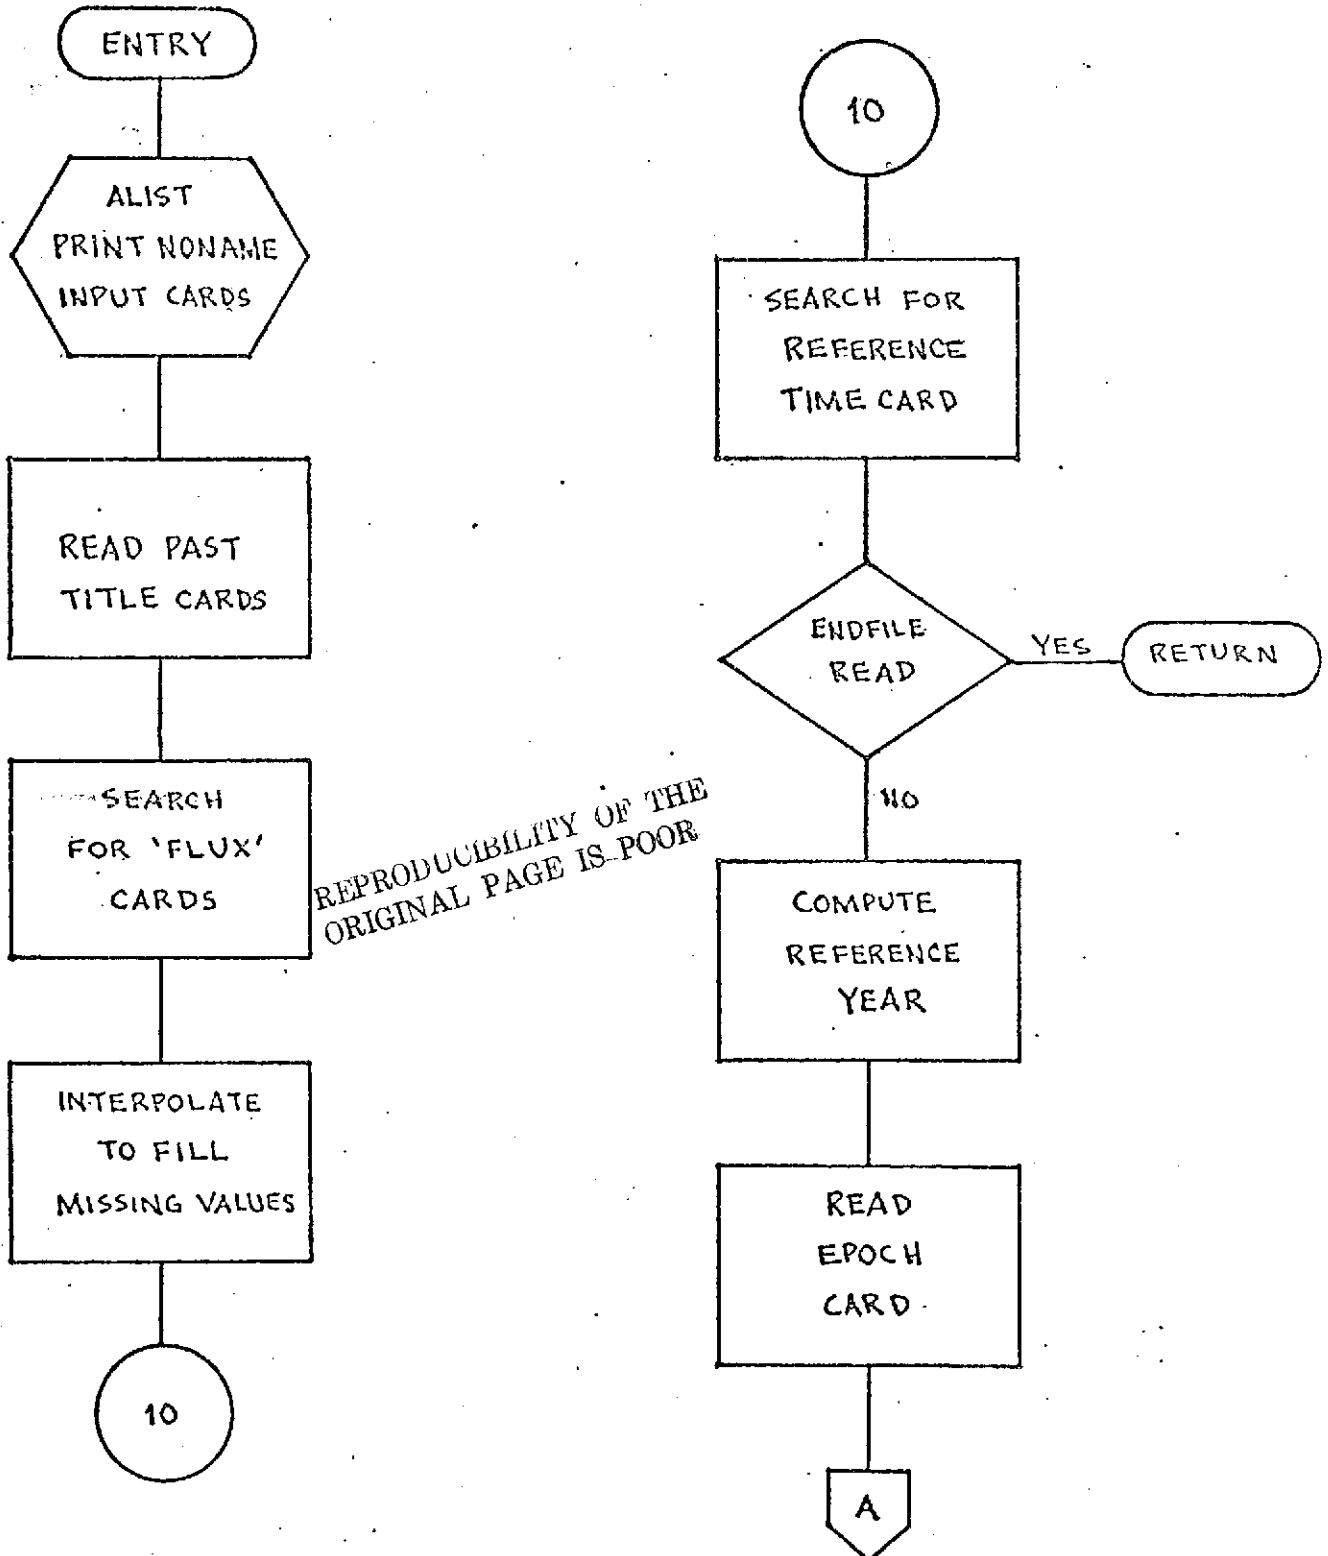 ENTRY
ALIST
PRINT NONAME
INPUT CARDS
READ PAST
TITLE CARDS
SEARCH
FOR 'FLUX'
CARDS
INTERPOLATE
TO FILL
MISSING VALUES
10
REPRODUCIBILITY OF THE
ORIGINAL PAGE IS POOR
10
SEARCH FOR
REFERENCE
TIME CARD
ENDFILE
READ
YES
RETURN
NO
COMPUTE
REFERENCE
YEAR
READ
EPOCH
CARD
A